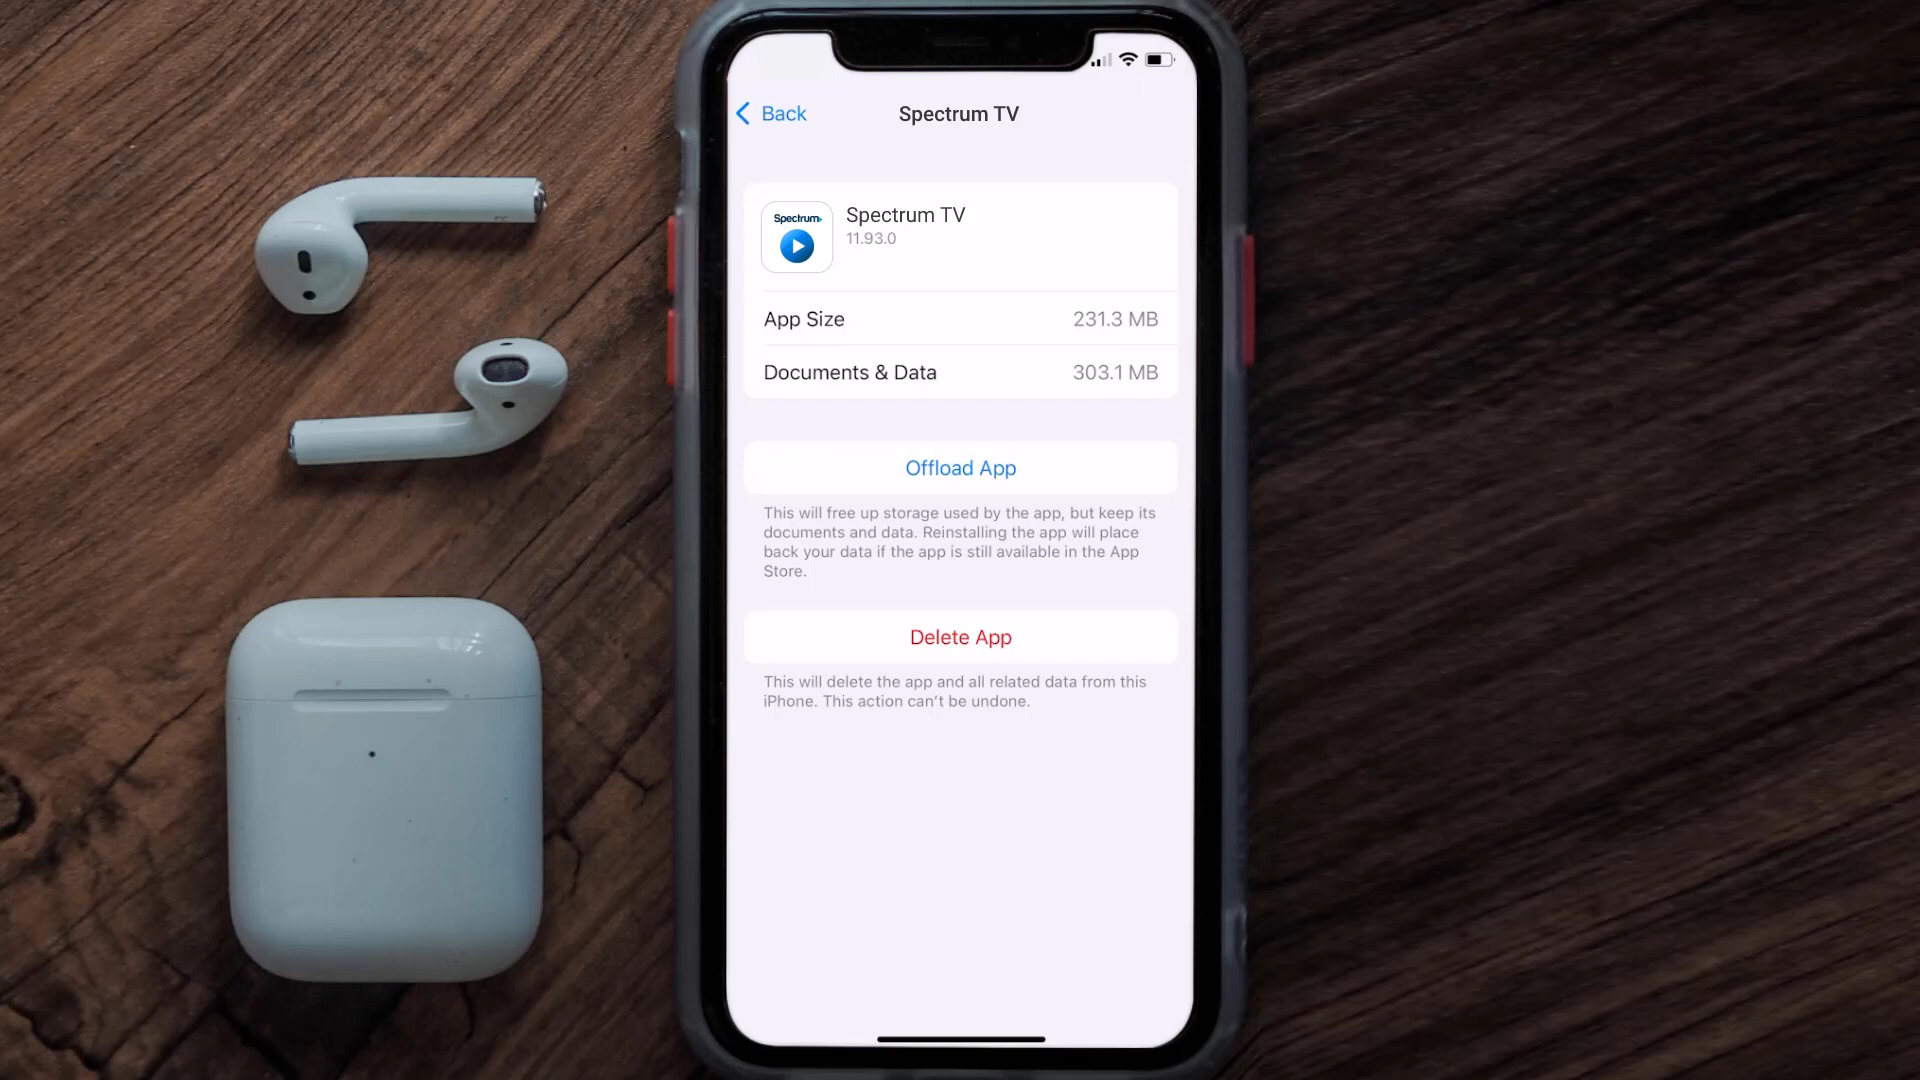 Back
Spectrum TV
Spectrum
Spectrum TV
11.93.0
App Size 231.3 MB
Documents & Data 303.1 MB
Offload App
This will free up storage used by the app, but keep its
documents and data. Reinstalling the app will place
back your data if the app is still available in the App
Store.
Delete App
This will delete the app and all related data from this
iPhone. This action can't be undone.